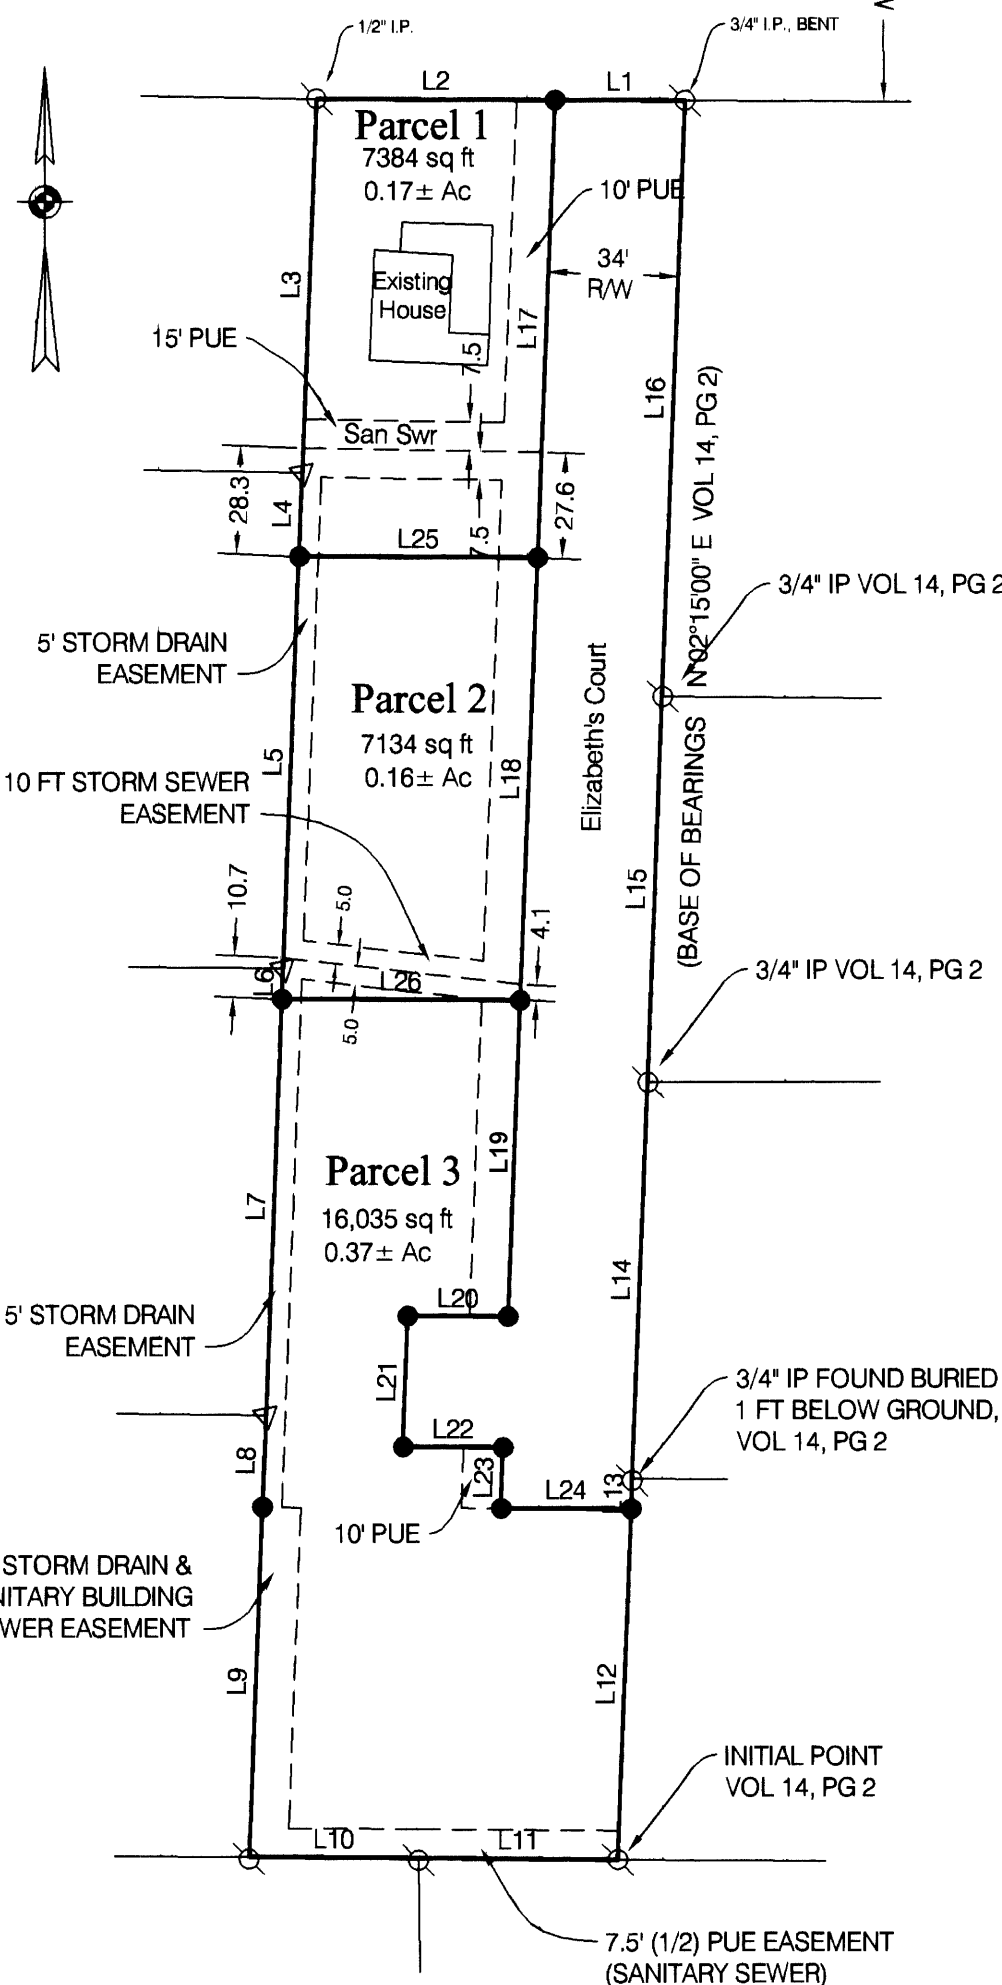 1/2" I.P.
3/4" I.P., BENT
L2
L1
Parcel 1
7384 sq ft
0.17± Ac
10' PUE
34'
R/W
L3
Existing
House
L17
15' PUE
7.5
L16
San Swr
28.3
L4
27.6
L25
7.5
N 02°15'00" E VOL 14, PG 2)
3/4" IP VOL 14, PG 2
5' STORM DRAIN
EASEMENT
Elizabeth's Court
Parcel 2
7134 sq ft
0.16± Ac
L5
L18
10 FT STORM SEWER
EASEMENT
(BASE OF BEARINGS
L15
10.7
5.0
4.1
3/4" IP VOL 14, PG 2
L6
L26
5.0
L19
Parcel 3
16,035 sq ft
0.37± Ac
L7
L14
L20
5' STORM DRAIN
EASEMENT
L21
3/4" IP FOUND BURIED
1 FT BELOW GROUND,
VOL 14, PG 2
L22
L8
L23
L24
13
10' PUE
STORM DRAIN &
NITARY BUILDING
WER EASEMENT
L9
L12
INITIAL POINT
VOL 14, PG 2
L10
L11
7.5' (1/2) PUE EASEMENT
(SANITARY SEWER)